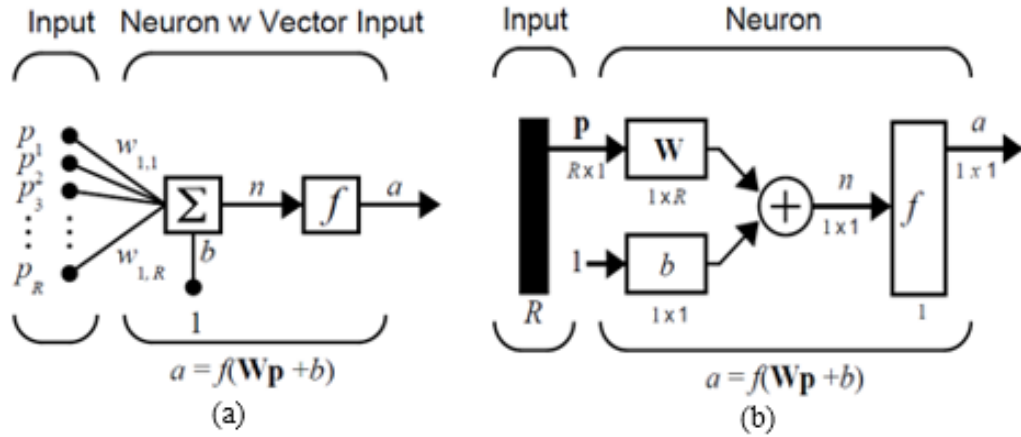 Input Neuron w Vector Input
p₁
p₂
p₃
p_R
w₁,₁
w₁,R
Σ n f a
b
1
a = f(Wp +b)
(a)
Input Neuron
p
R x 1
W
1 x R
1
b
1 x 1
+
n
1 x 1
f
1
a
1 x 1
R
a = f(Wp +b)
(b)